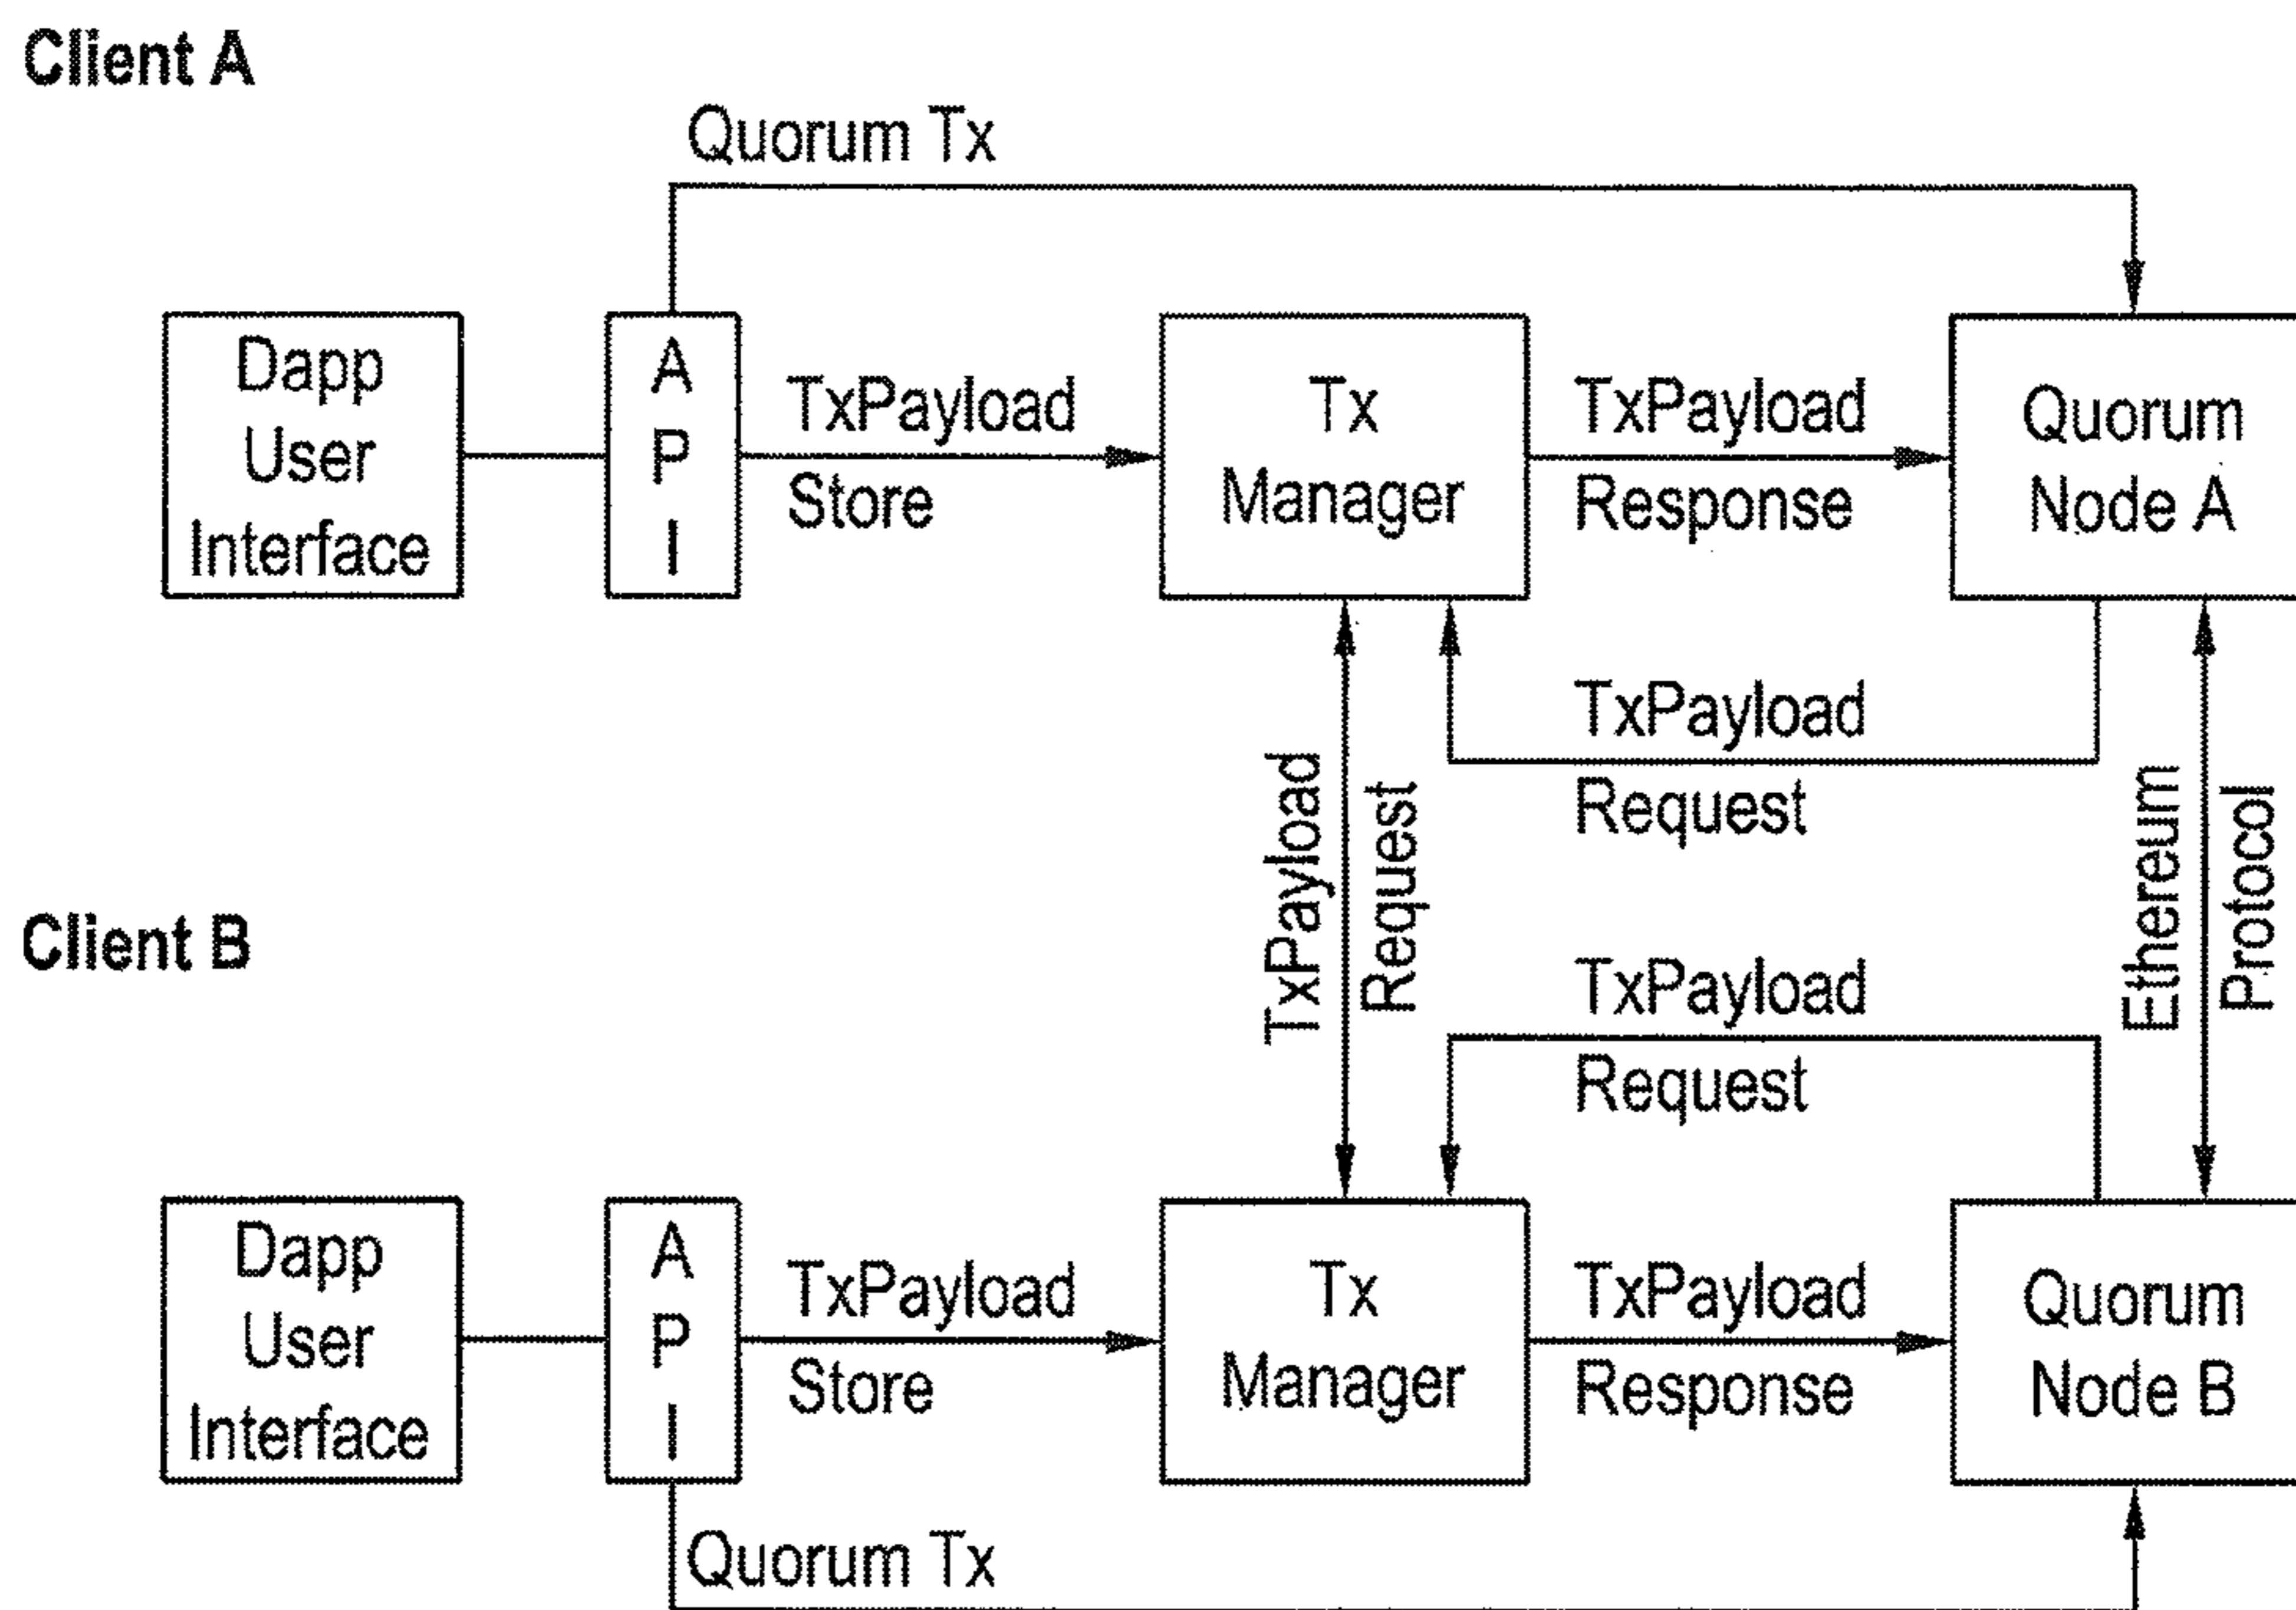 Client A
Quorum Tx
Dapp
User
Interface
A
P
I
TxPayload
Store
Tx
Manager
TxPayload
Response
Quorum
Node A
TxPayload
Request
TxPayload
Request
Ethereum
Protocol
Client B
TxPayload
Request
Dapp
User
Interface
A
P
I
TxPayload
Store
Tx
Manager
TxPayload
Response
Quorum
Node B
Quorum Tx